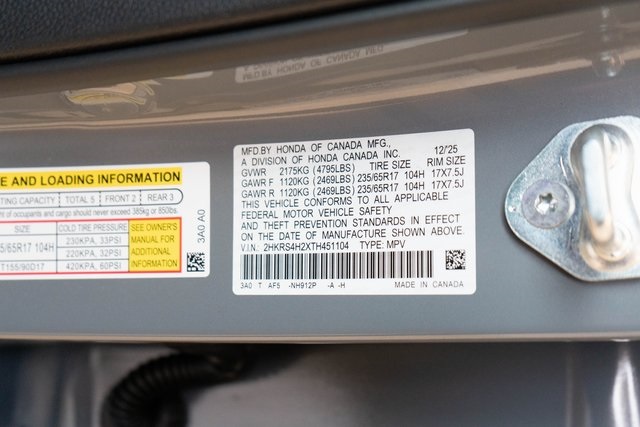 E AND LOADING INFORMATION
TING CAPACITY TOTAL 5 FRONT 2 REAR 3
of occupants and cargo should never exceed 385kg or 850lbs.
SIZE COLD TIRE PRESSURE SEE OWNER'S MANUAL FOR ADDITIONAL INFORMATION
5/65R17 104H 230KPA, 33PSI
220KPA, 32PSI
T155/90D17 420KPA, 60PSI
3A0 A0
MFD.BY HONDA OF CANADA MFG., 12/25
A DIVISION OF HONDA CANADA INC.
GVWR 2175KG (4795LBS) TIRE SIZE RIM SIZE
GAWR F 1120KG (2469LBS) 235/65R17 104H 17X7.5J
GAWR R 1120KG (2469LBS) 235/65R17 104H 17X7.5J
THIS VEHICLE CONFORMS TO ALL APPLICABLE
FEDERAL MOTOR VEHICLE SAFETY
AND THEFT PREVENTION STANDARDS IN EFFECT
ON THE DATE OF MANUFACTURE SHOWN ABOVE.
V.I.N.: 2HKRS4H2XTH451104 TYPE: MPV
3A0 T AF5 -NH912P -A -H MADE IN CANADA